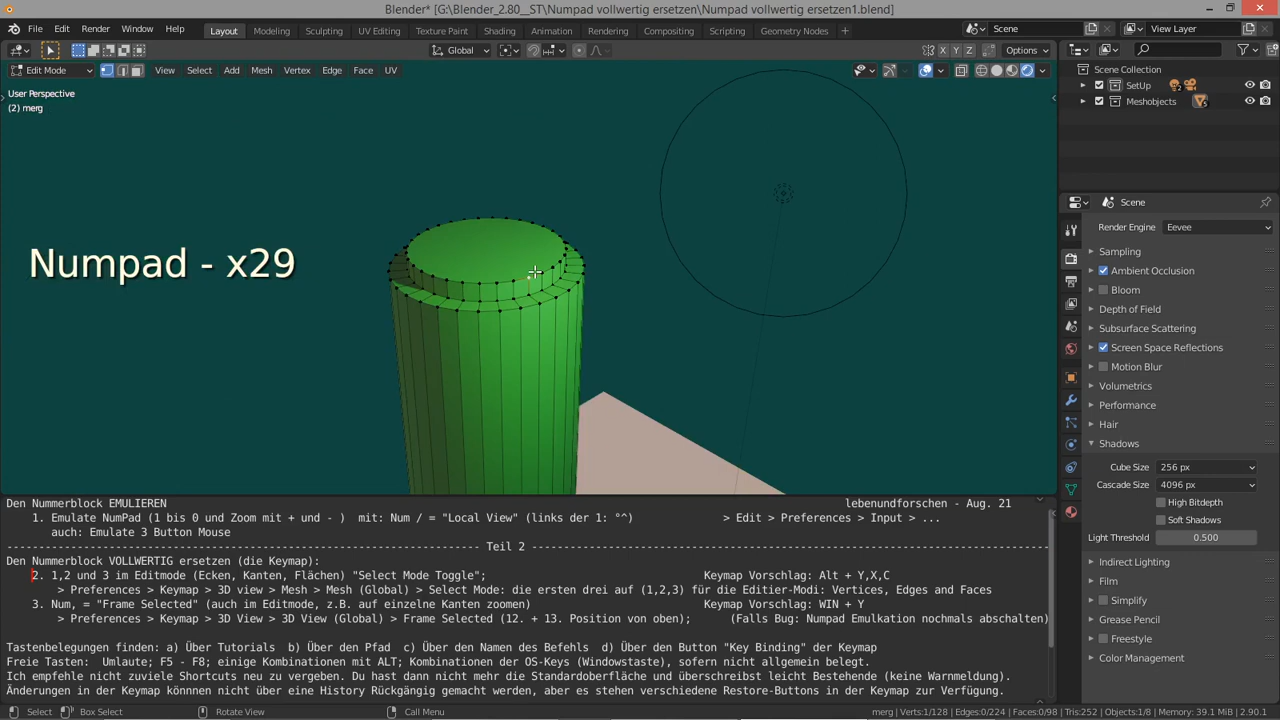 Blender* [G:\Blender_2.80__ST\Numpad vollwertig ersetzen\Numpad vollwertig ersetzen1.blend]
File Edit Render Window Help
Layout Modeling Sculpting UV Editing Texture Paint Shading Animation Rendering Compositing Scripting Geometry Nodes +
Scene
View Layer
Global
Options
X Y Z
Edit Mode
View Select Add Mesh Vertex Edge Face UV
User Perspective
(2) merg
Numpad - x29
Scene Collection
SetUp
2
Meshobjects
5
Scene
Render Engine Eevee
Sampling
Ambient Occlusion
Bloom
Depth of Field
Subsurface Scattering
Screen Space Reflections
Motion Blur
Volumetrics
Performance
Hair
Shadows
Cube Size 256 px
Cascade Size 4096 px
High Bitdepth
Soft Shadows
Light Threshold 0.500
Indirect Lighting
Film
Simplify
Grease Pencil
Freestyle
Color Management
Den Nummerblock EMULIEREN lebenundforschen - Aug. 21
1. Emulate NumPad (1 bis 0 und Zoom mit + und - ) mit: Num / = "Local View" (links der 1: °^) > Edit > Preferences > Input > ...
auch: Emulate 3 Button Mouse
---------------------------------------------------------------- Teil 2 ----------------------------------------------------------------
Den Nummerblock VOLLWERTIG ersetzen (die Keymap):
2. 1,2 und 3 im Editmode (Ecken, Kanten, Flächen) "Select Mode Toggle"; Keymap Vorschlag: Alt + Y,X,C
> Preferences > Keymap > 3D view > Mesh > Mesh (Global) > Select Mode: die ersten drei auf (1,2,3) für die Editier-Modi: Vertices, Edges and Faces
3. Num, = "Frame Selected" (auch im Editmode, z.B. auf einzelne Kanten zoomen) Keymap Vorschlag: WIN + Y
> Preferences > Keymap > 3D View > 3D View (Global) > Frame Selected (12. + 13. Position von oben); (Falls Bug: Numpad Emulkation nochmals abschalten)
Tastenbelegungen finden: a) Über Tutorials b) Über den Pfad c) Über den Namen des Befehls d) Über den Button "Key Binding" der Keymap
Freie Tasten: Umlaute; F5 - F8; einige Kombinationen mit ALT; Kombinationen der OS-Keys (Windowstaste), sofern nicht allgemein belegt.
Ich empfehle nicht zuviele Shortcuts neu zu vergeben. Du hast dann nicht mehr die Standardoberfläche und überschreibst leicht Bestehende (keine Warnmeldung).
Änderungen in der Keymap könnnen nicht über eine History Rückgängig gemacht werden, aber es stehen verschiedene Restore-Buttons in der Keymap zur Verfügung.
Select Box Select Rotate View Call Menu merg | Verts:1/128 | Edges:0/224 | Faces:0/98 | Tris:252 | Objects:1/8 | Memory: 39.1 MiB | 2.90.1